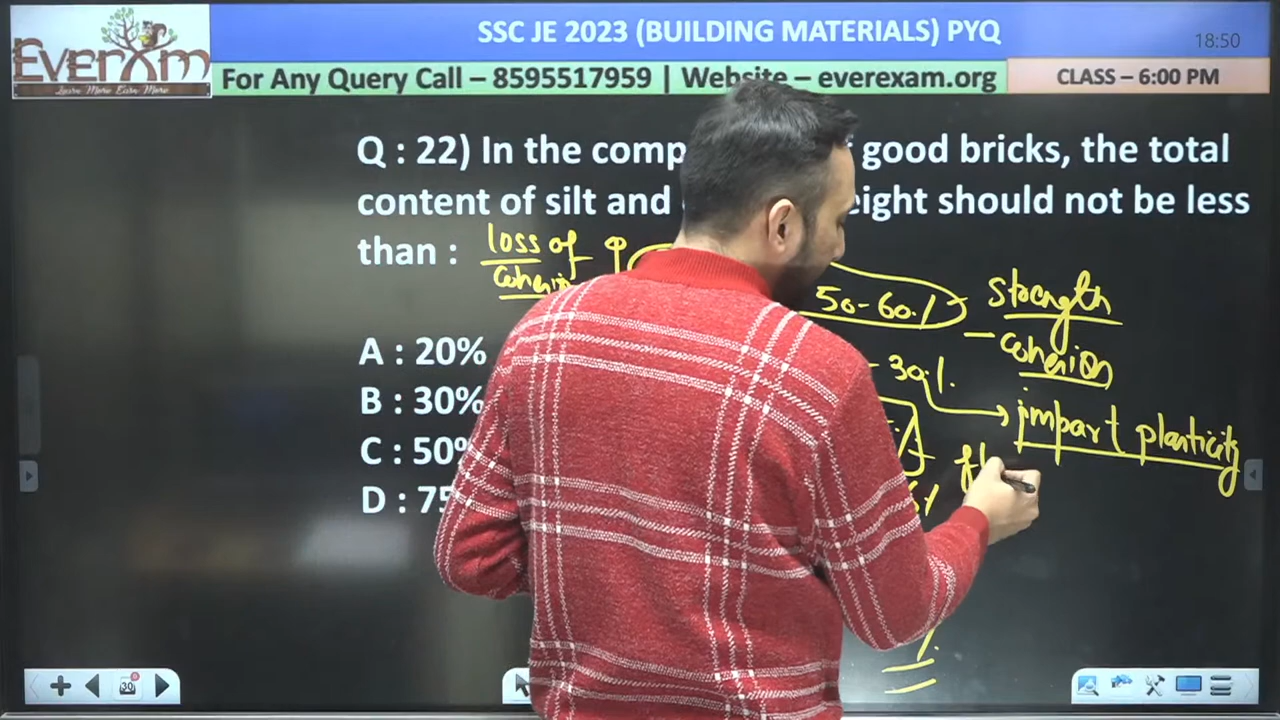 SSC JE 2023 (BUILDING MATERIALS) PYQ
18:50
EverExam
Learn More Earn More
For Any Query Call – 8595517959 | Website – everexam.org
CLASS – 6:00 PM
Q : 22) In the comp good bricks, the total
content of silt and eight should not be less
than :
loss of
cohesion
50-60%
strength
- cohesion
A : 20%
B : 30%
C : 50%
D : 75
- 30%
impart plasticity
30